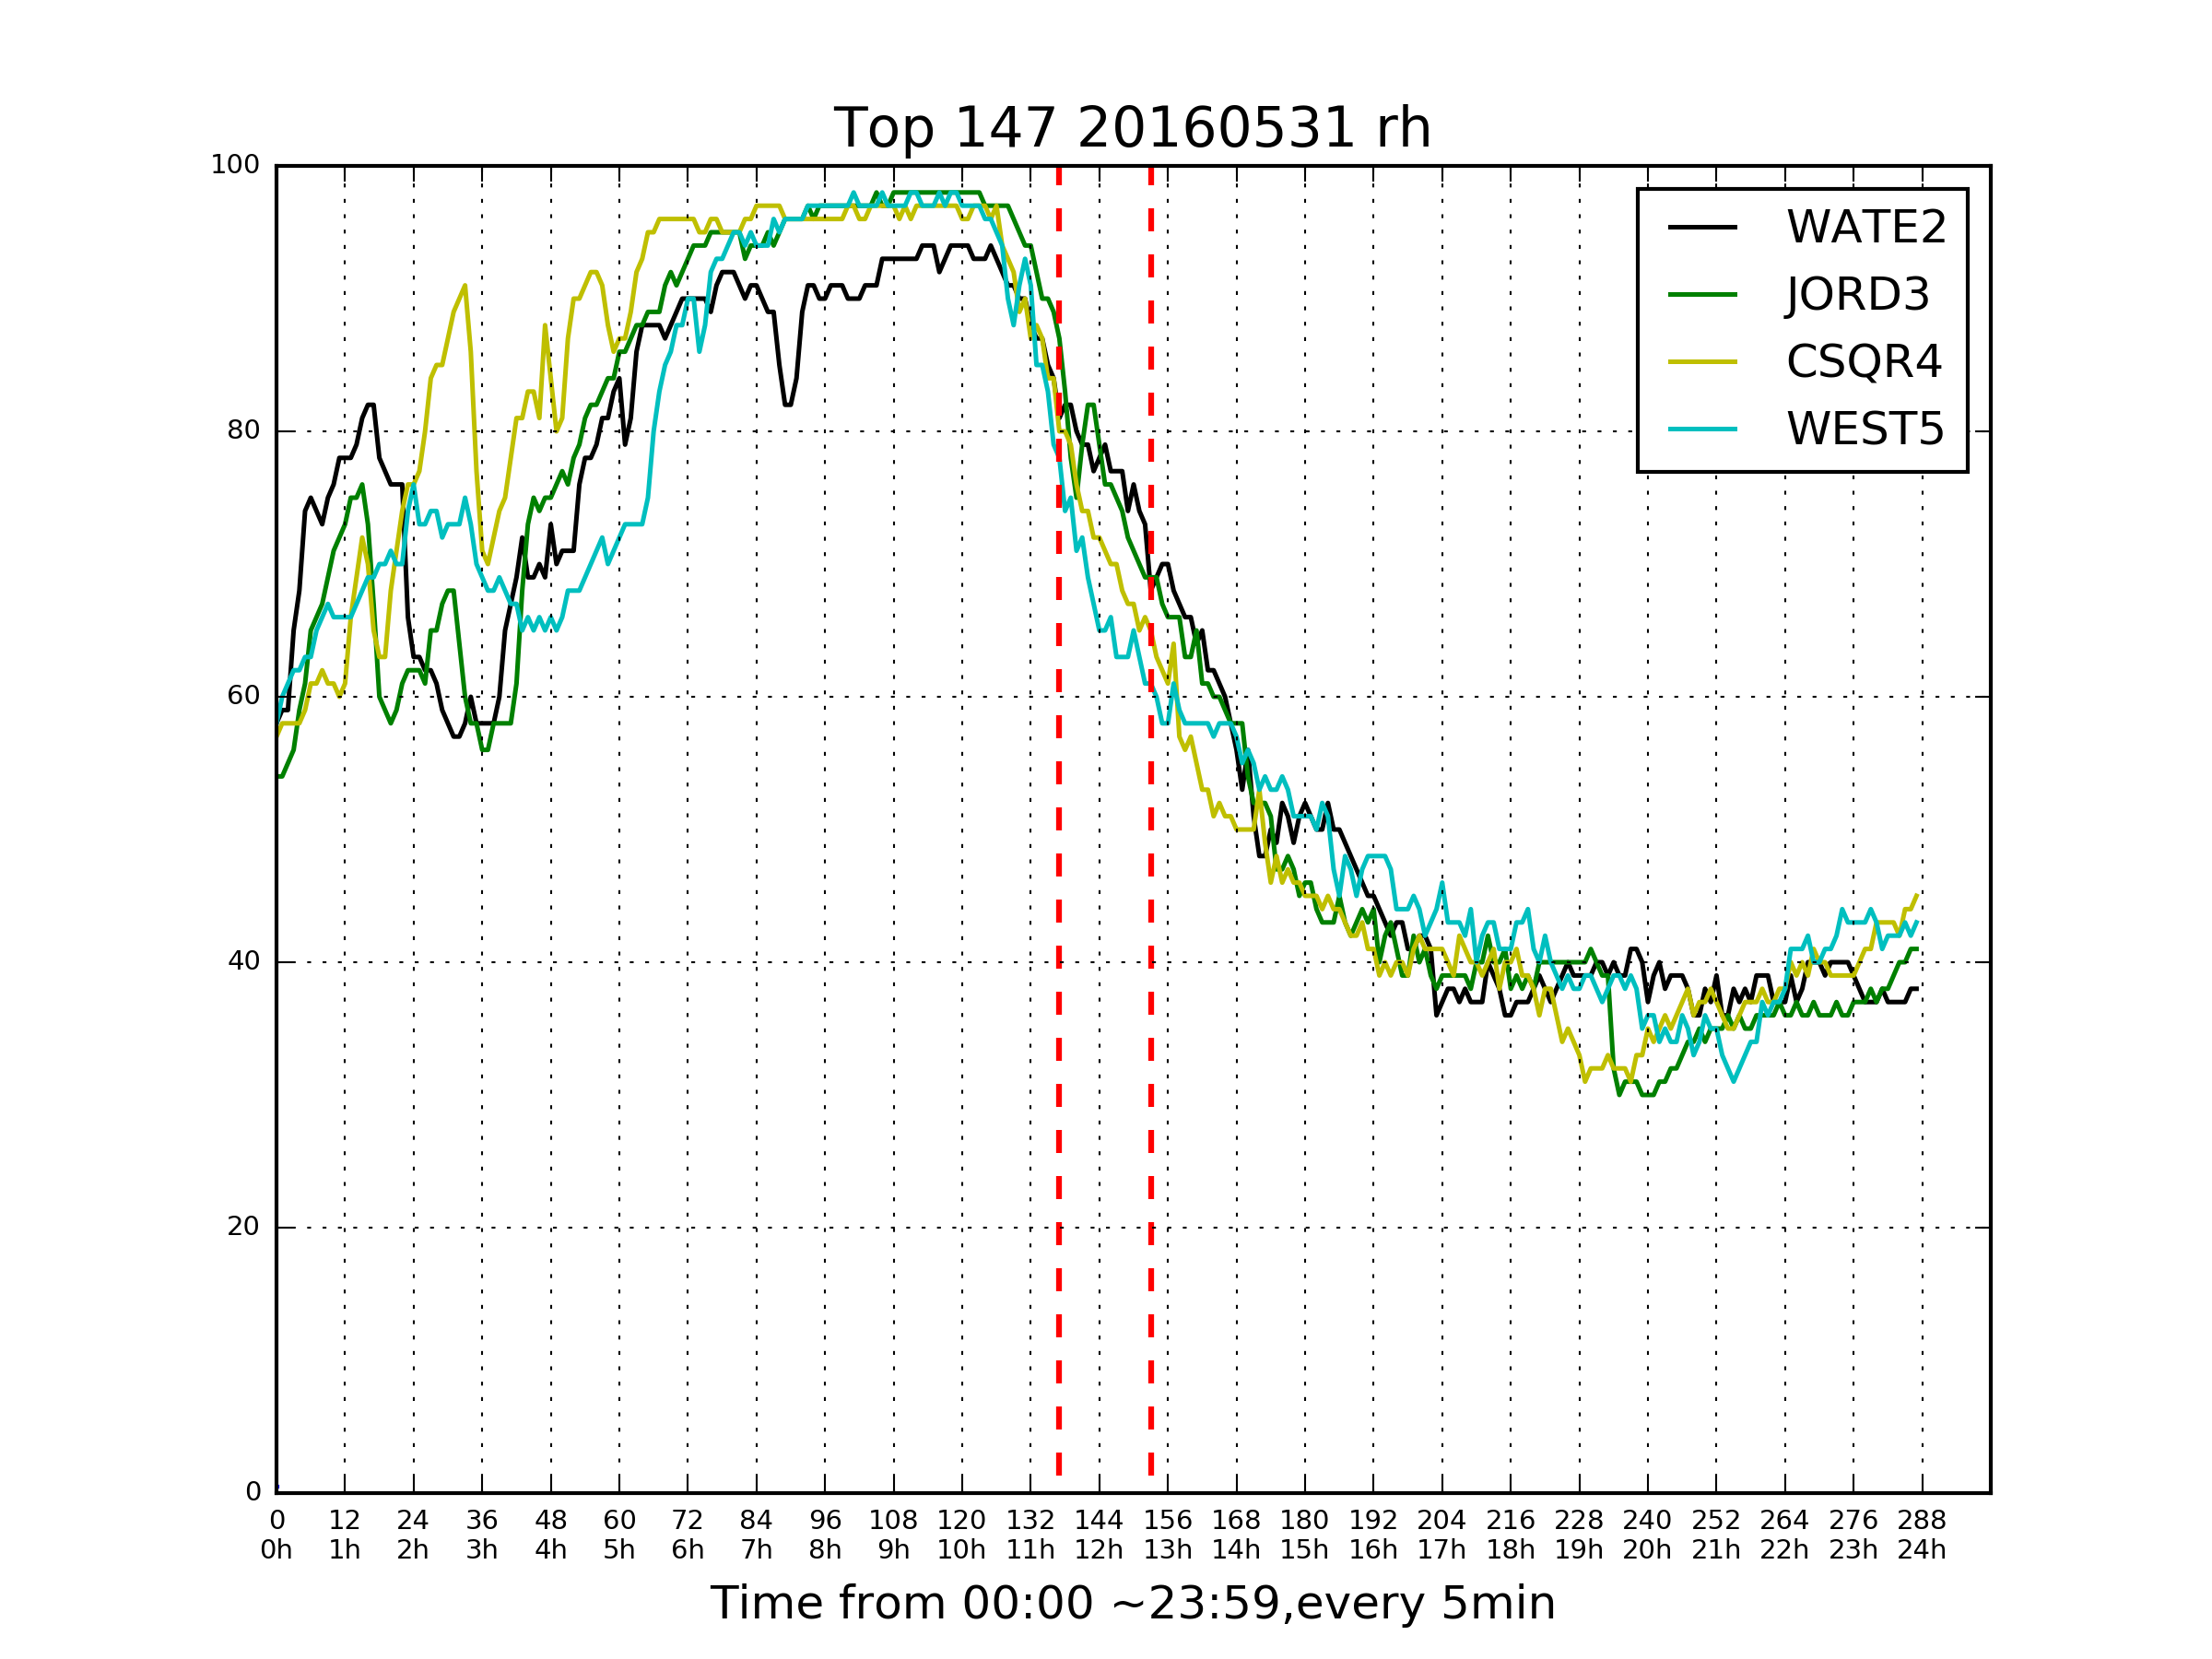 Top 147 20160531 rh
100
80
60
40
20
0
WATE2
JORD3
CSQR4
WEST5
0 12 24 36 48 60 72 84 96 108 120 132 144 156 168 180 192 204 216 228 240 252 264 276 288
0h 1h 2h 3h 4h 5h 6h 7h 8h 9h 10h 11h 12h 13h 14h 15h 16h 17h 18h 19h 20h 21h 22h 23h 24h
Time from 00:00 ~23:59,every 5min